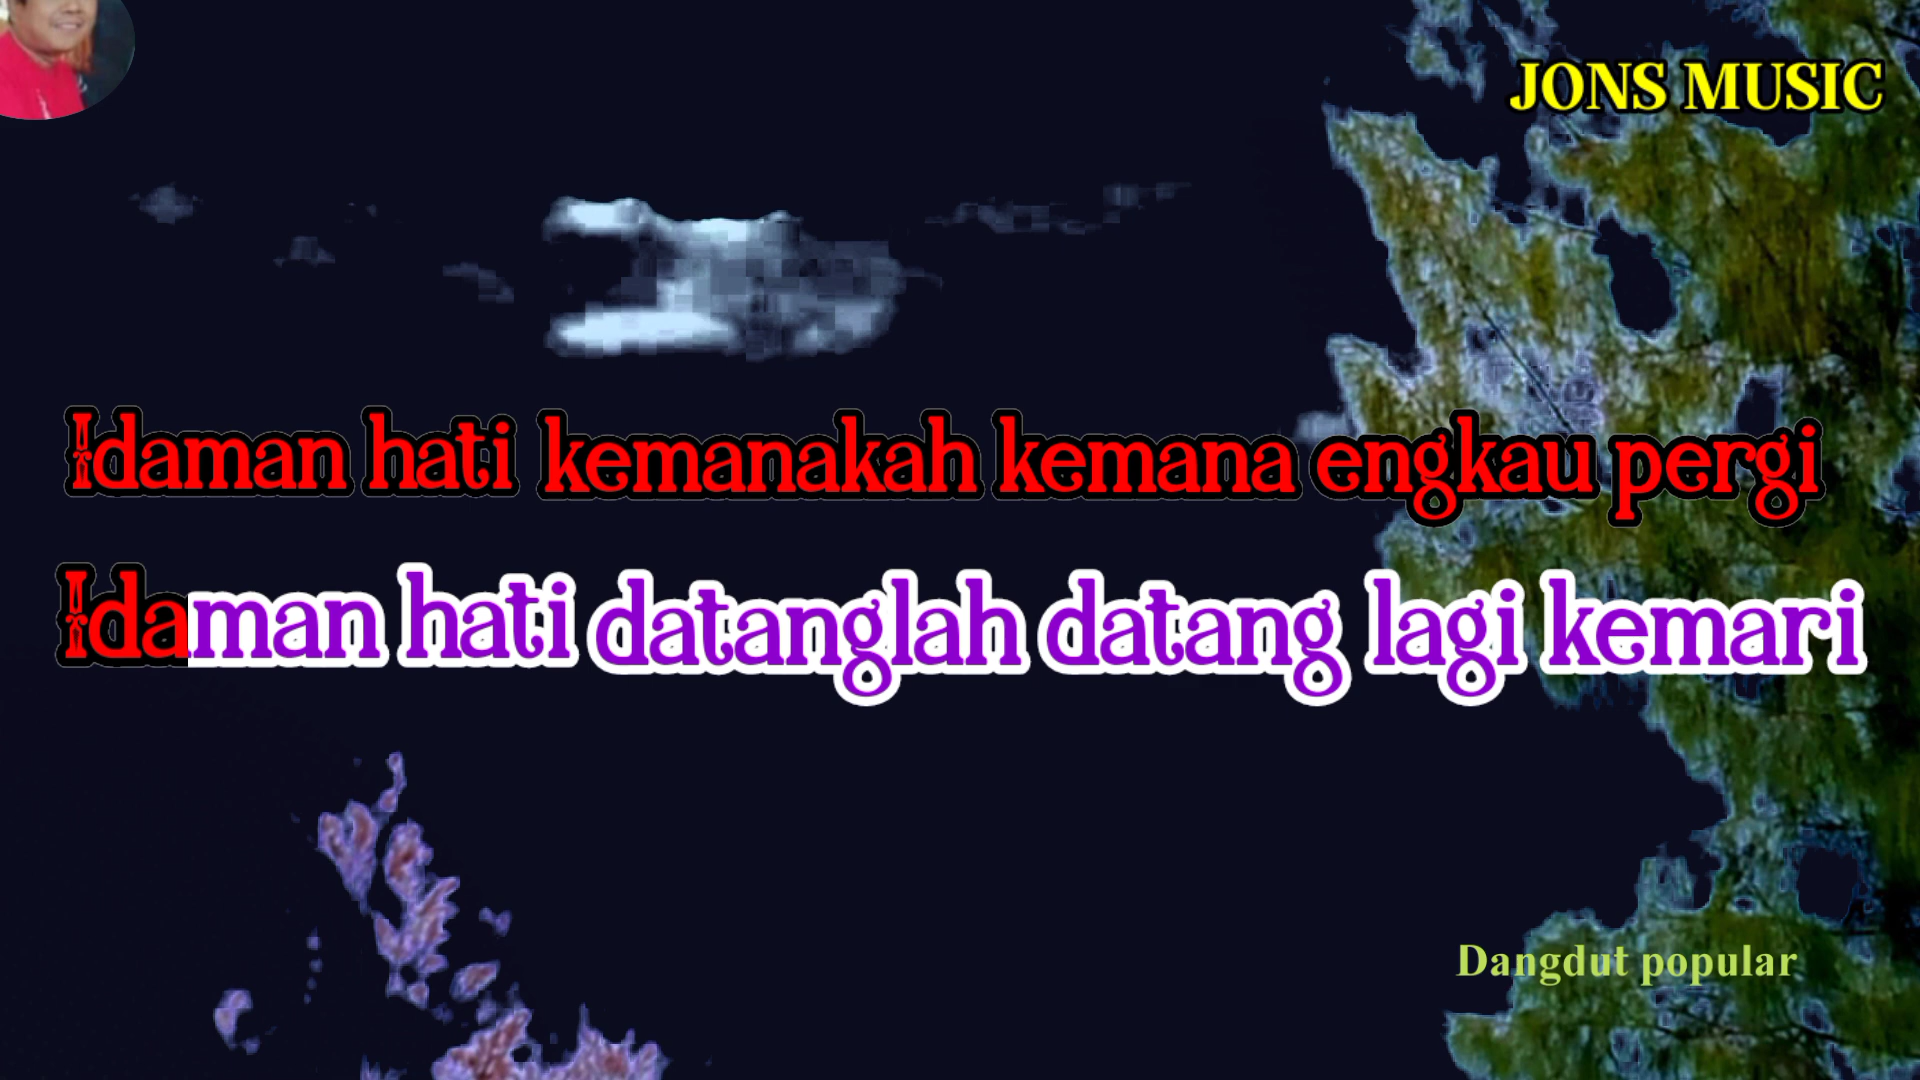 JONS MUSIC
Idaman hati kemanakah kemana engkau pergi
Idaman hati datanglah datang lagi kemari
Dangdut popular